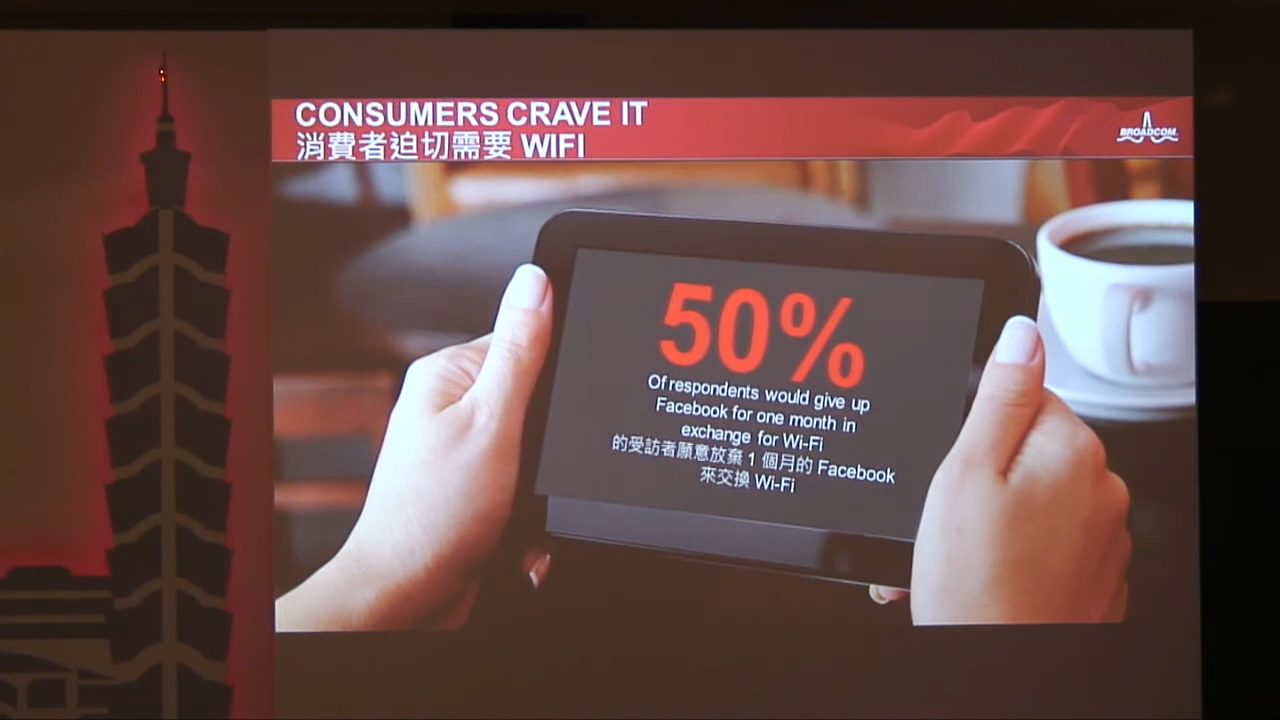 CONSUMERS CRAVE IT
消費者迫切需要 WIFI
BROADCOM
50%
Of respondents would give up
Facebook for one month in
exchange for Wi-Fi
的受訪者願意放棄 1 個月的 Facebook
來交換 Wi-Fi